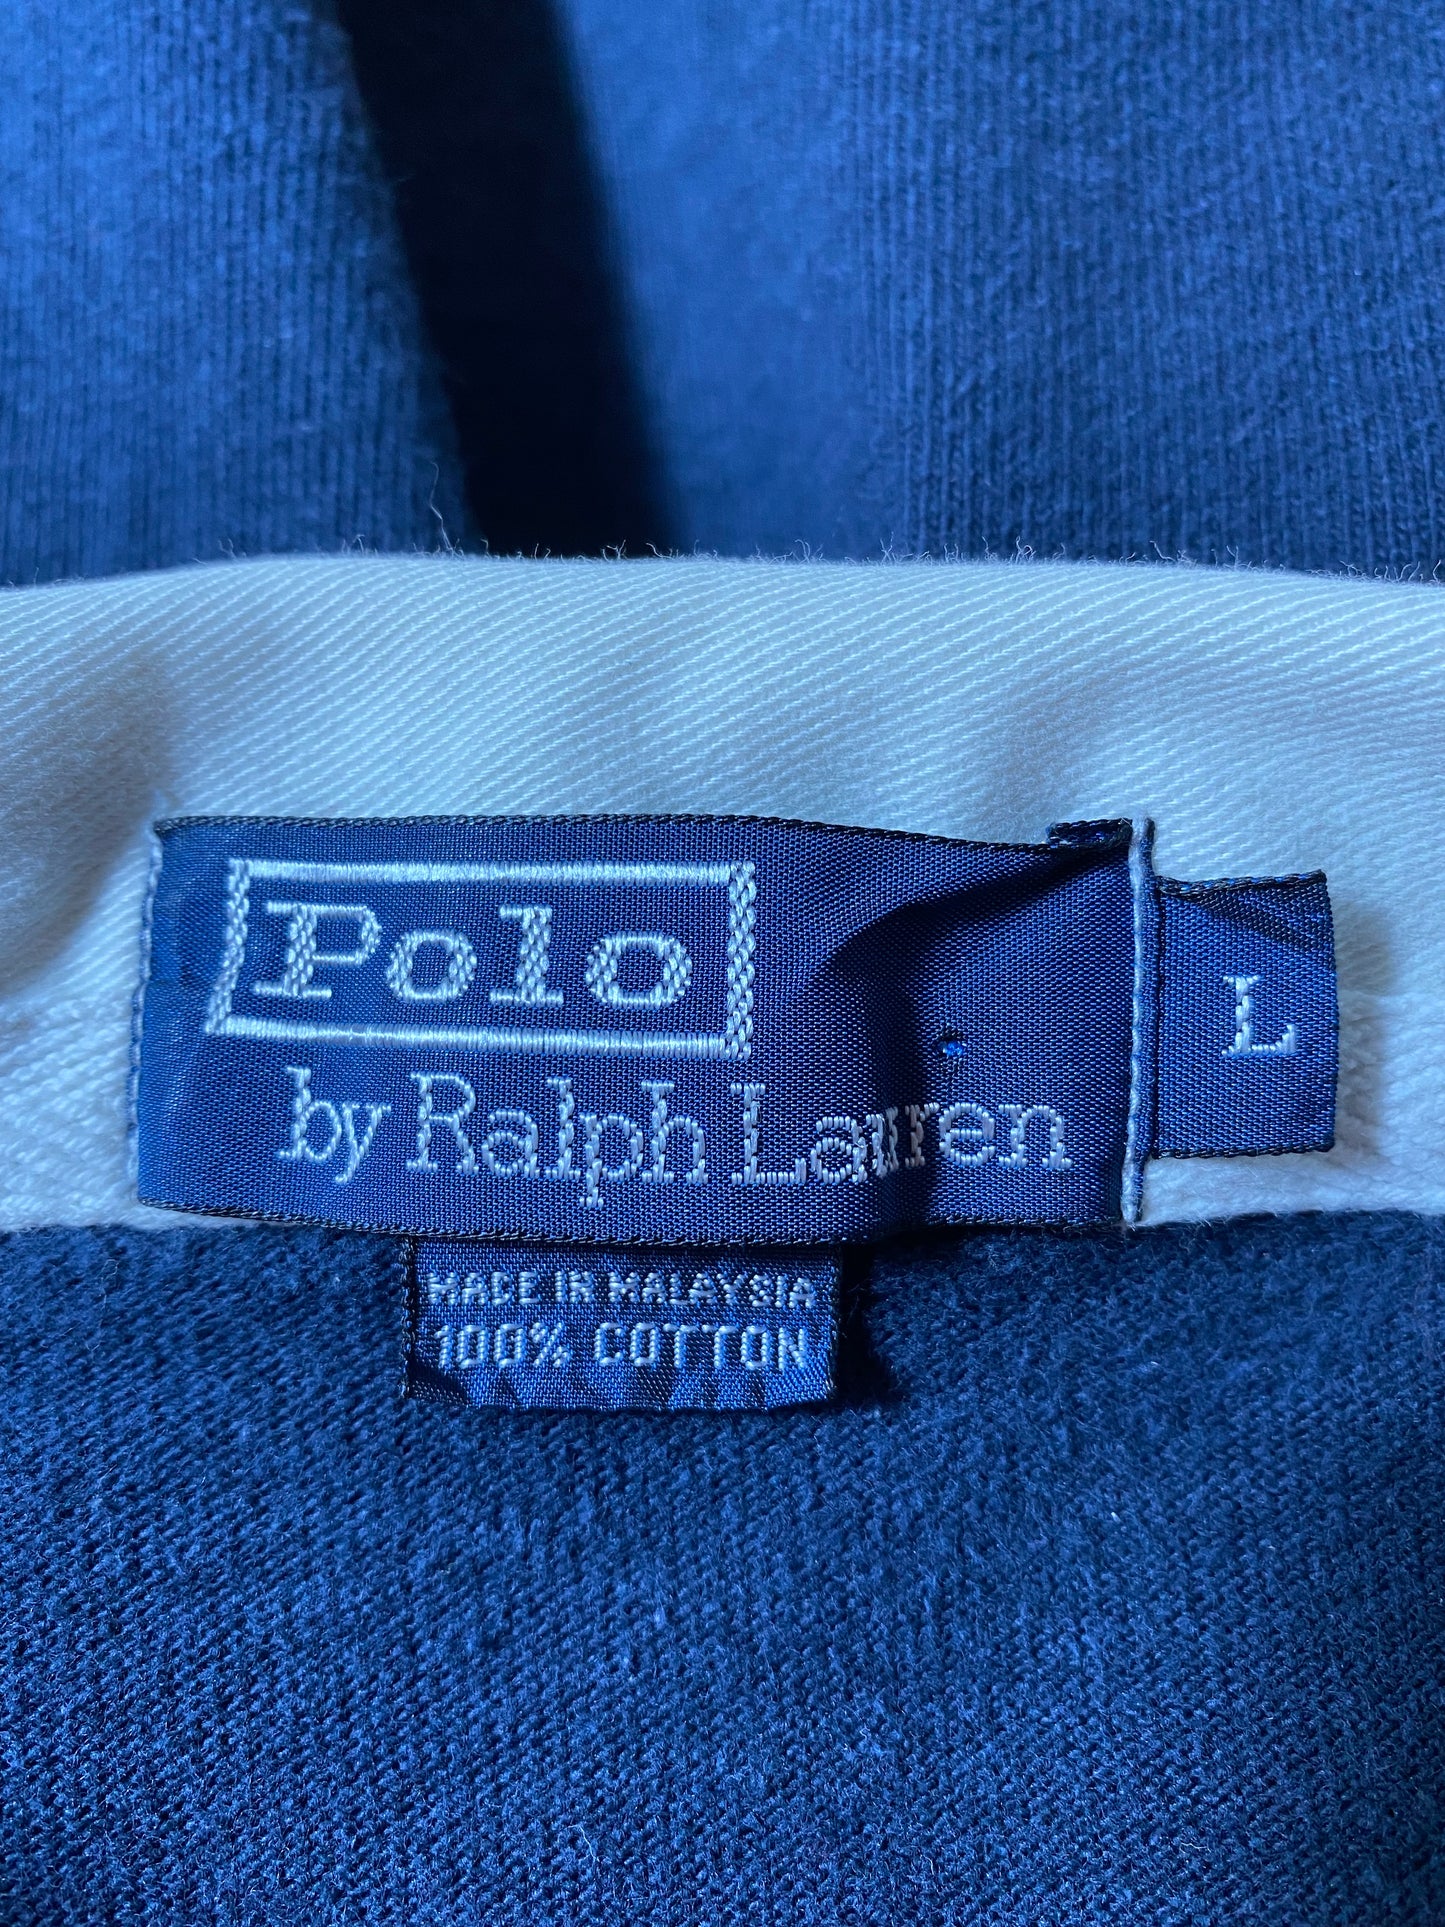 Polo
by Ralph Lauren
L
MADE IN MALAYSIA
100% COTTON